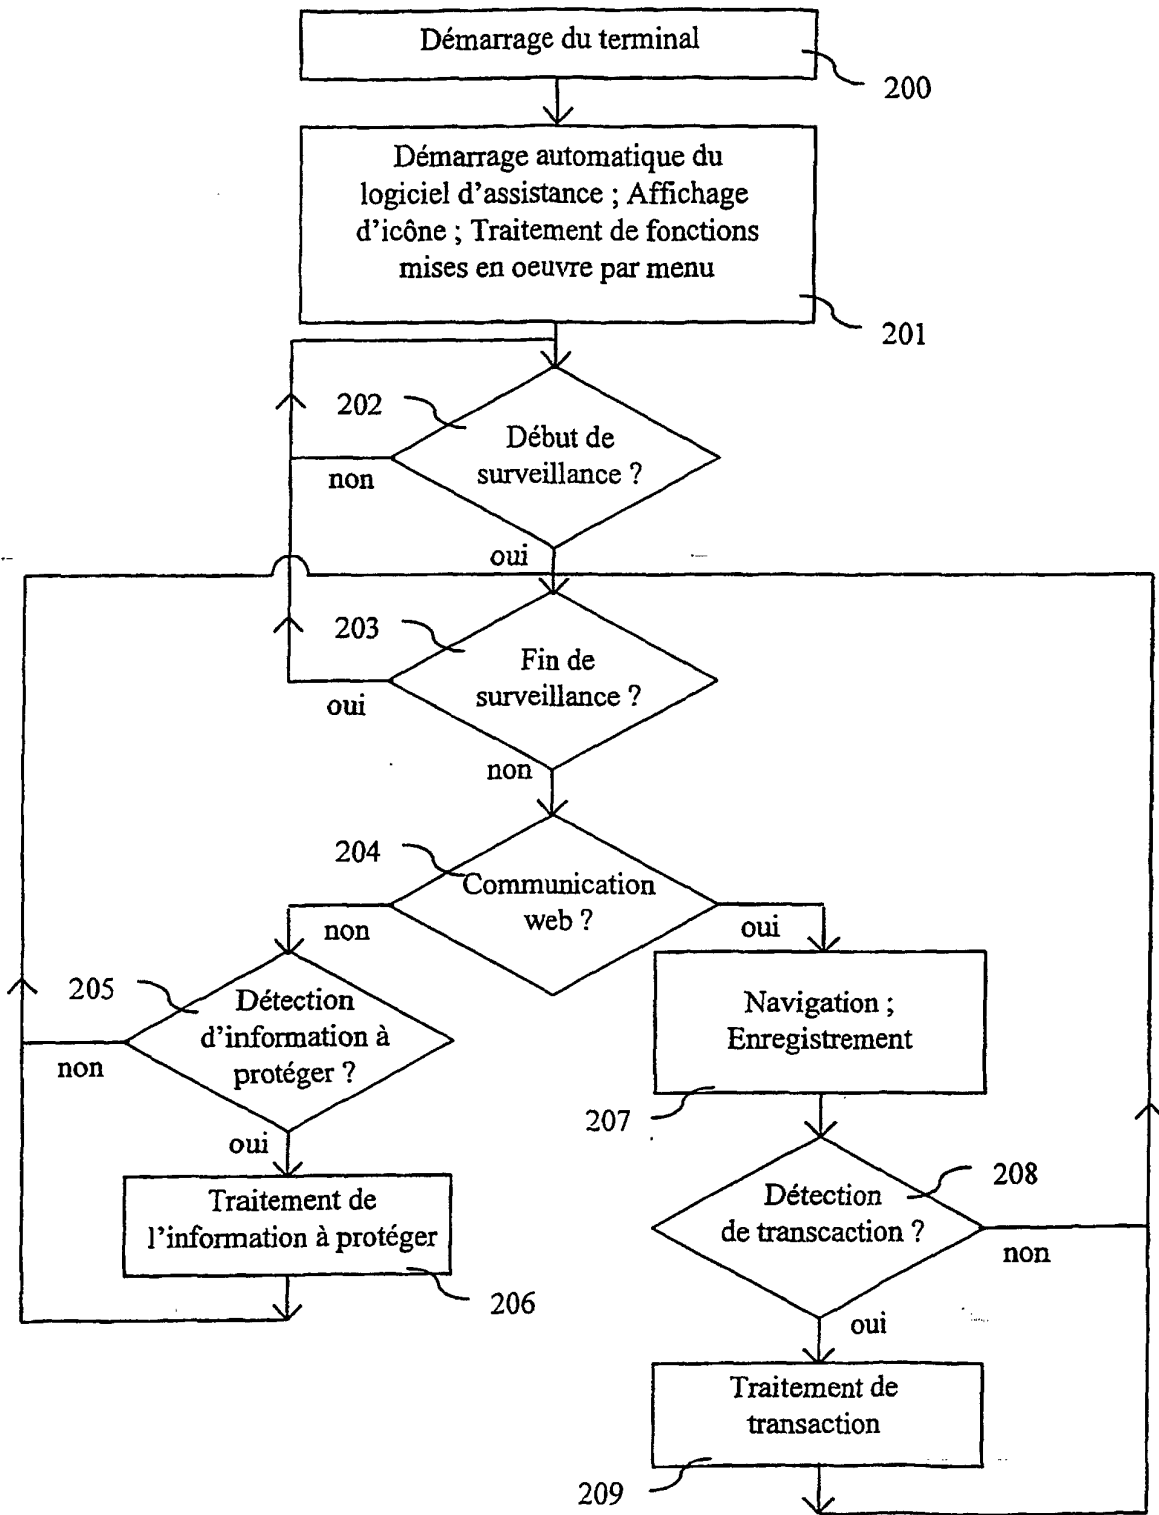 Démarrage du terminal
200
Démarrage automatique du
logiciel d'assistance ; Affichage
d'icône ; Traitement de fonctions
mises en oeuvre par menu
201
202
Début de
surveillance ?
non
oui
203
Fin de
surveillance ?
oui
non
204
Communication
web ?
non
oui
205
Détection
d'information à
protéger ?
non
oui
Navigation ;
Enregistrement
207
208
Détection
de transcaction ?
non
oui
Traitement de
l'information à protéger
206
Traitement de
transaction
209